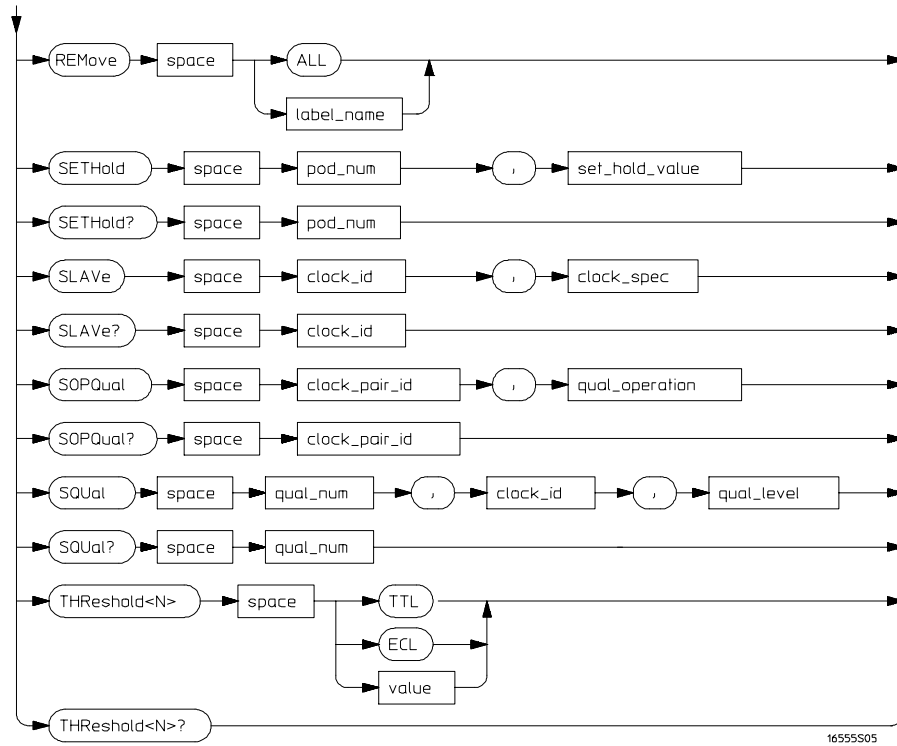 REMove space ALL
label_name
SETHold space pod_num , set_hold_value
SETHold? space pod_num
SLAVe space clock_id , clock_spec
SLAVe? space clock_id
SOPQual space clock_pair_id , qual_operation
SOPQual? space clock_pair_id
SQUal space qual_num , clock_id , qual_level
SQUal? space qual_num
THReshold<N> space TTL
ECL
value
THReshold<N>?
16555S05